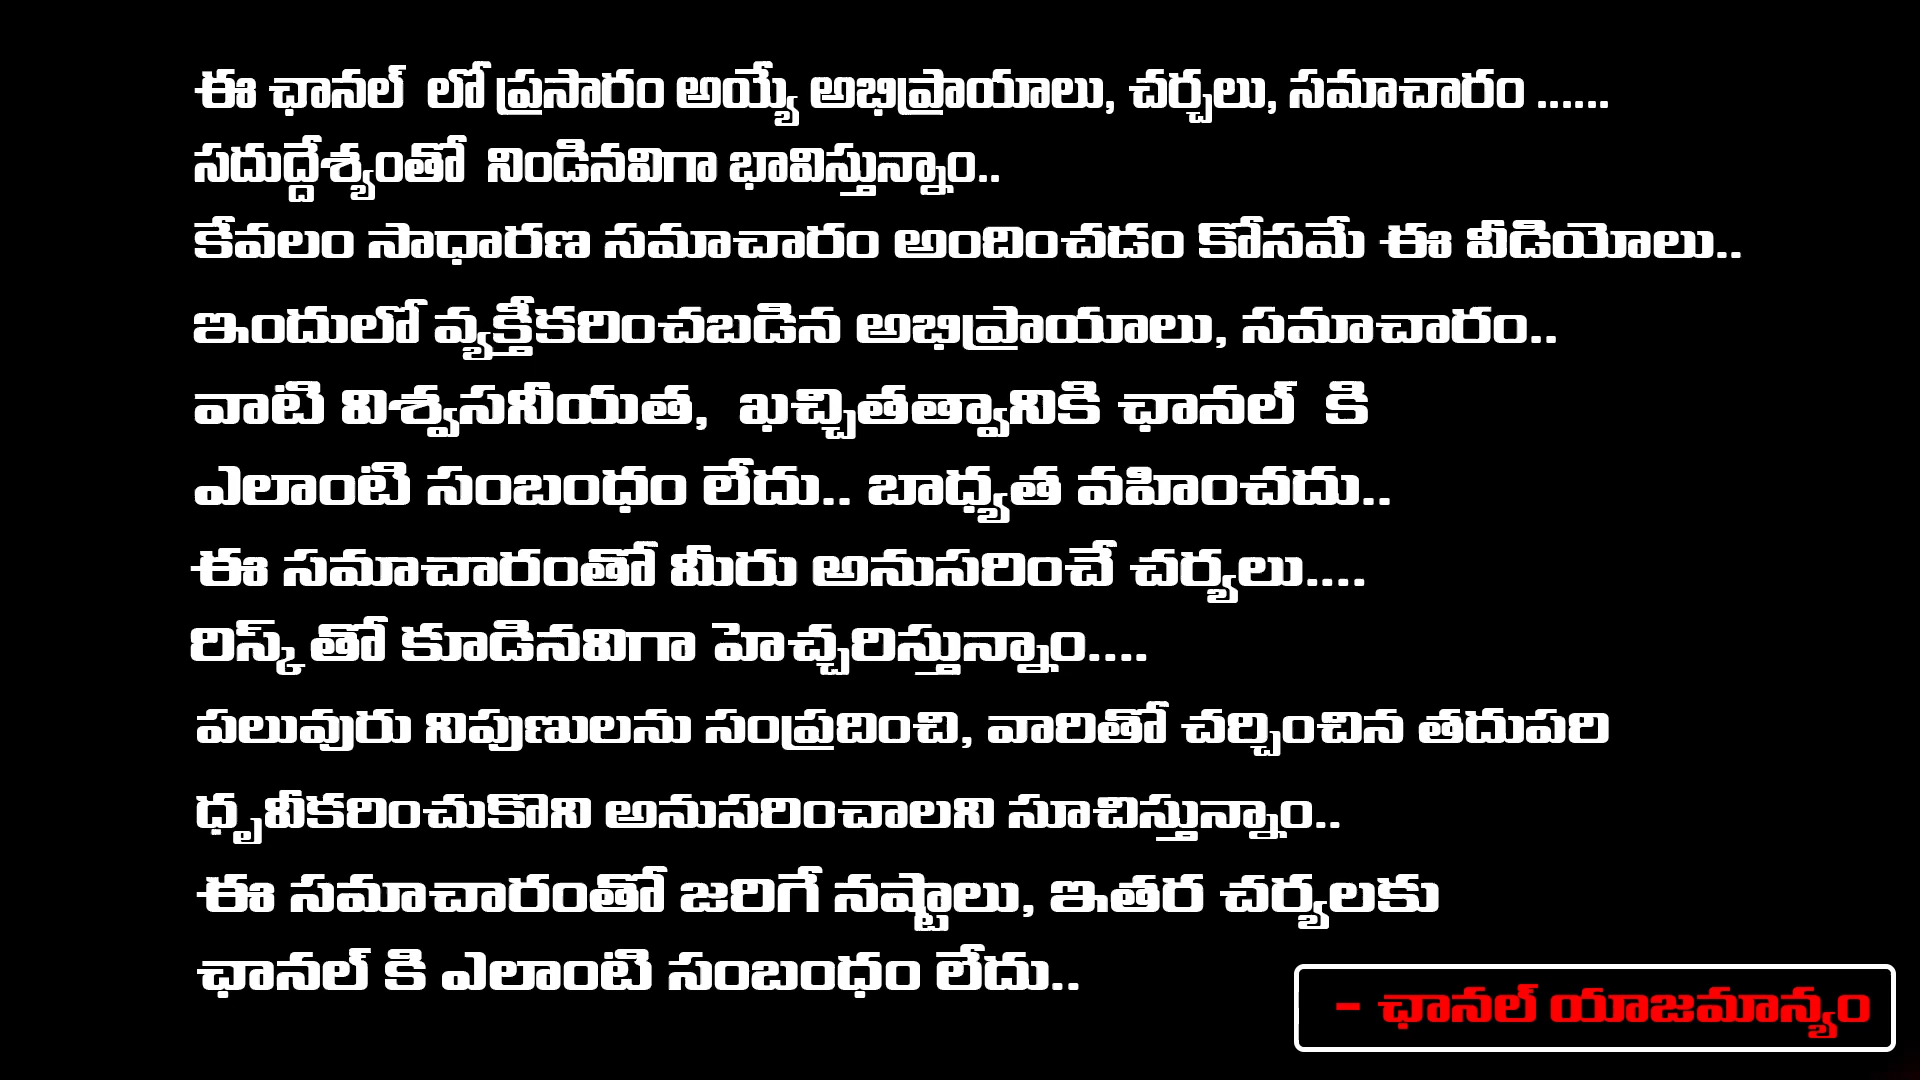 ఈ ఛానల్ లో ప్రసారం అయ్యే అభిప్రాయాలు, చర్చలు, సమాచారం ......
సదుద్దేశ్యంతో నిండినవిగా భావిస్తున్నాం..
కేవలం సాధారణ సమాచారం అందించడం కోసమే ఈ వీడియోలు..
ఇందులో వ్యక్తీకరించబడిన అభిప్రాయాలు, సమాచారం..
వాటి విశ్వసనీయత, ఖచ్చితత్వానికి ఛానల్ కి
ఎలాంటి సంబంధం లేదు.. బాధ్యత వహించదు..
ఈ సమాచారంతో మీరు అనుసరించే చర్యలు....
రిస్క్ తో కూడినవిగా హెచ్చరిస్తున్నాం....
పలువురు నిపుణులను సంప్రదించి, వారితో చర్చించిన తదుపరి
ధృవీకరించుకొని అనుసరించాలని సూచిస్తున్నాం..
ఈ సమాచారంతో జరిగే నష్టాలు, ఇతర చర్యలకు
ఛానల్ కి ఎలాంటి సంబంధం లేదు..
- ఛానల్ యాజమాన్యం